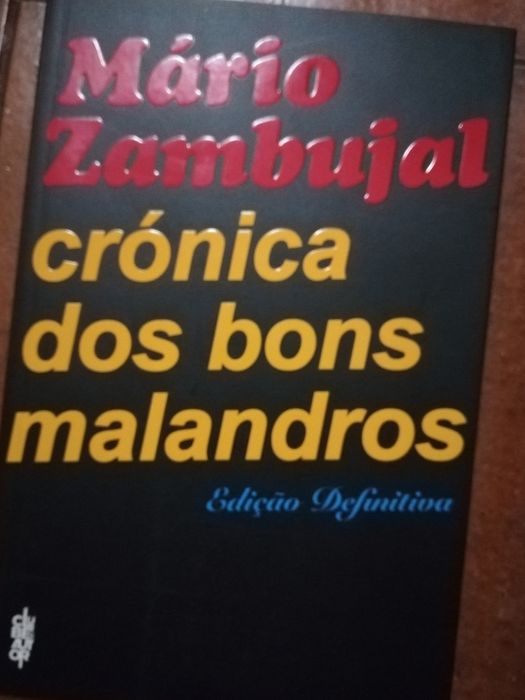 Mário
Zambujal
crónica
dos bons
malandros
Edição Definitiva